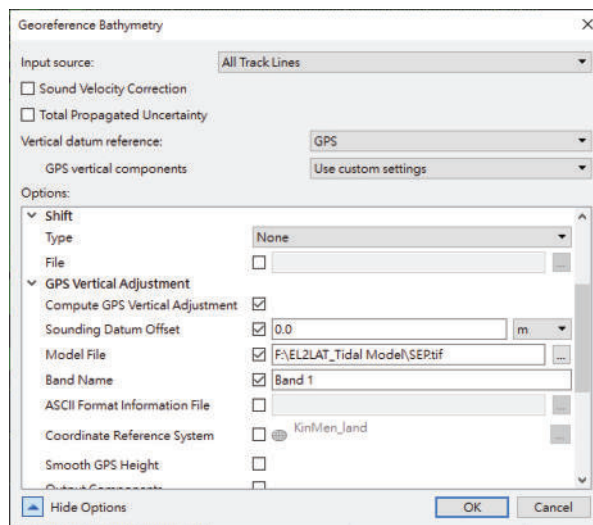 Georeference Bathymetry
Input source: All Track Lines
Sound Velocity Correction
Total Propagated Uncertainty
Vertical datum reference: GPS
GPS vertical components Use custom settings
Options:
Shift
Type None
File ...
GPS Vertical Adjustment
Compute GPS Vertical Adjustment
Sounding Datum Offset 0.0 m
Model File F:\EL2LAT_Tidal Model\SEP.tif ...
Band Name Band 1
ASCII Format Information File ...
Coordinate Reference System KinMen_land ...
Smooth GPS Height
Output Components
Hide Options OK Cancel